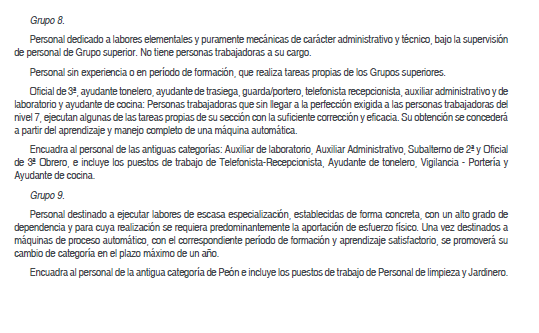 Grupo 8.
Personal dedicado a labores elementales y puramente mecánicas de carácter administrativo y técnico, bajo la supervisión
de personal de Grupo superior. No tiene personas trabajadoras a su cargo.
Personal sin experiencia o en período de formación, que realiza tareas propias de los Grupos superiores.
Oficial de 3ª, ayudante tonelero, ayudante de trasiega, guarda/portero, telefonista recepcionista, auxiliar administrativo y de
laboratorio y ayudante de cocina: Personas trabajadoras que sin llegar a la perfección exigida a las personas trabajadoras del
nivel 7, ejecutan algunas de las tareas propias de su sección con la suficiente corrección y eficacia. Su obtención se concederá
a partir del aprendizaje y manejo completo de una máquina automática.
Encuadra al personal de las antiguas categorías: Auxiliar de laboratorio, Auxiliar Administrativo, Subalterno de 2ª y Oficial
de 3ª Obrero, e incluye los puestos de trabajo de Telefonista-Recepcionista, Ayudante de tonelero, Vigilancia - Portería y
Ayudante de cocina.
Grupo 9.
Personal destinado a ejecutar labores de escasa especialización, establecidas de forma concreta, con un alto grado de
dependencia y para cuya realización se requiera predominantemente la aportación de esfuerzo físico. Una vez destinados a
máquinas de proceso automático, con el correspondiente período de formación y aprendizaje satisfactorio, se promoverá su
cambio de categoría en el plazo máximo de un año.
Encuadra al personal de la antigua categoría de Peón e incluye los puestos de trabajo de Personal de limpieza y Jardinero.